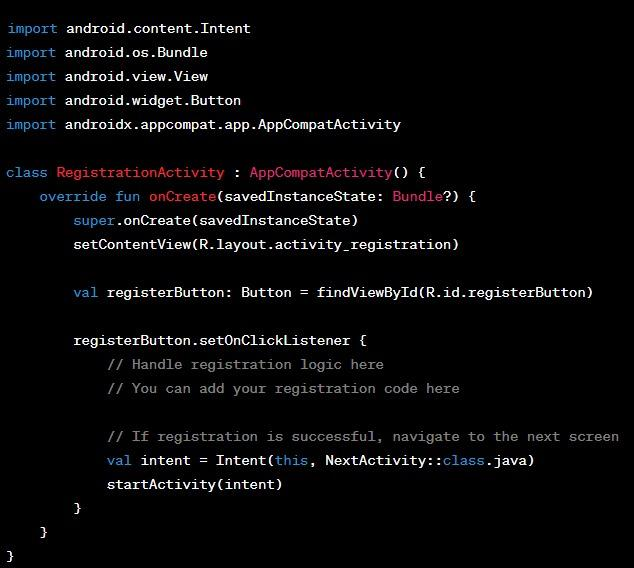 import android.content.Intent
import android.os.Bundle
import android.view.View
import android.widget.Button
import androidx.appcompat.app.AppCompatActivity

class RegistrationActivity : AppCompatActivity() {
    override fun onCreate(savedInstanceState: Bundle?) {
        super.onCreate(savedInstanceState)
        setContentView(R.layout.activity_registration)

        val registerButton: Button = findViewById(R.id.registerButton)

        registerButton.setOnClickListener {
            // Handle registration logic here
            // You can add your registration code here

            // If registration is successful, navigate to the next screen
            val intent = Intent(this, NextActivity::class.java)
            startActivity(intent)
        }
    }
}